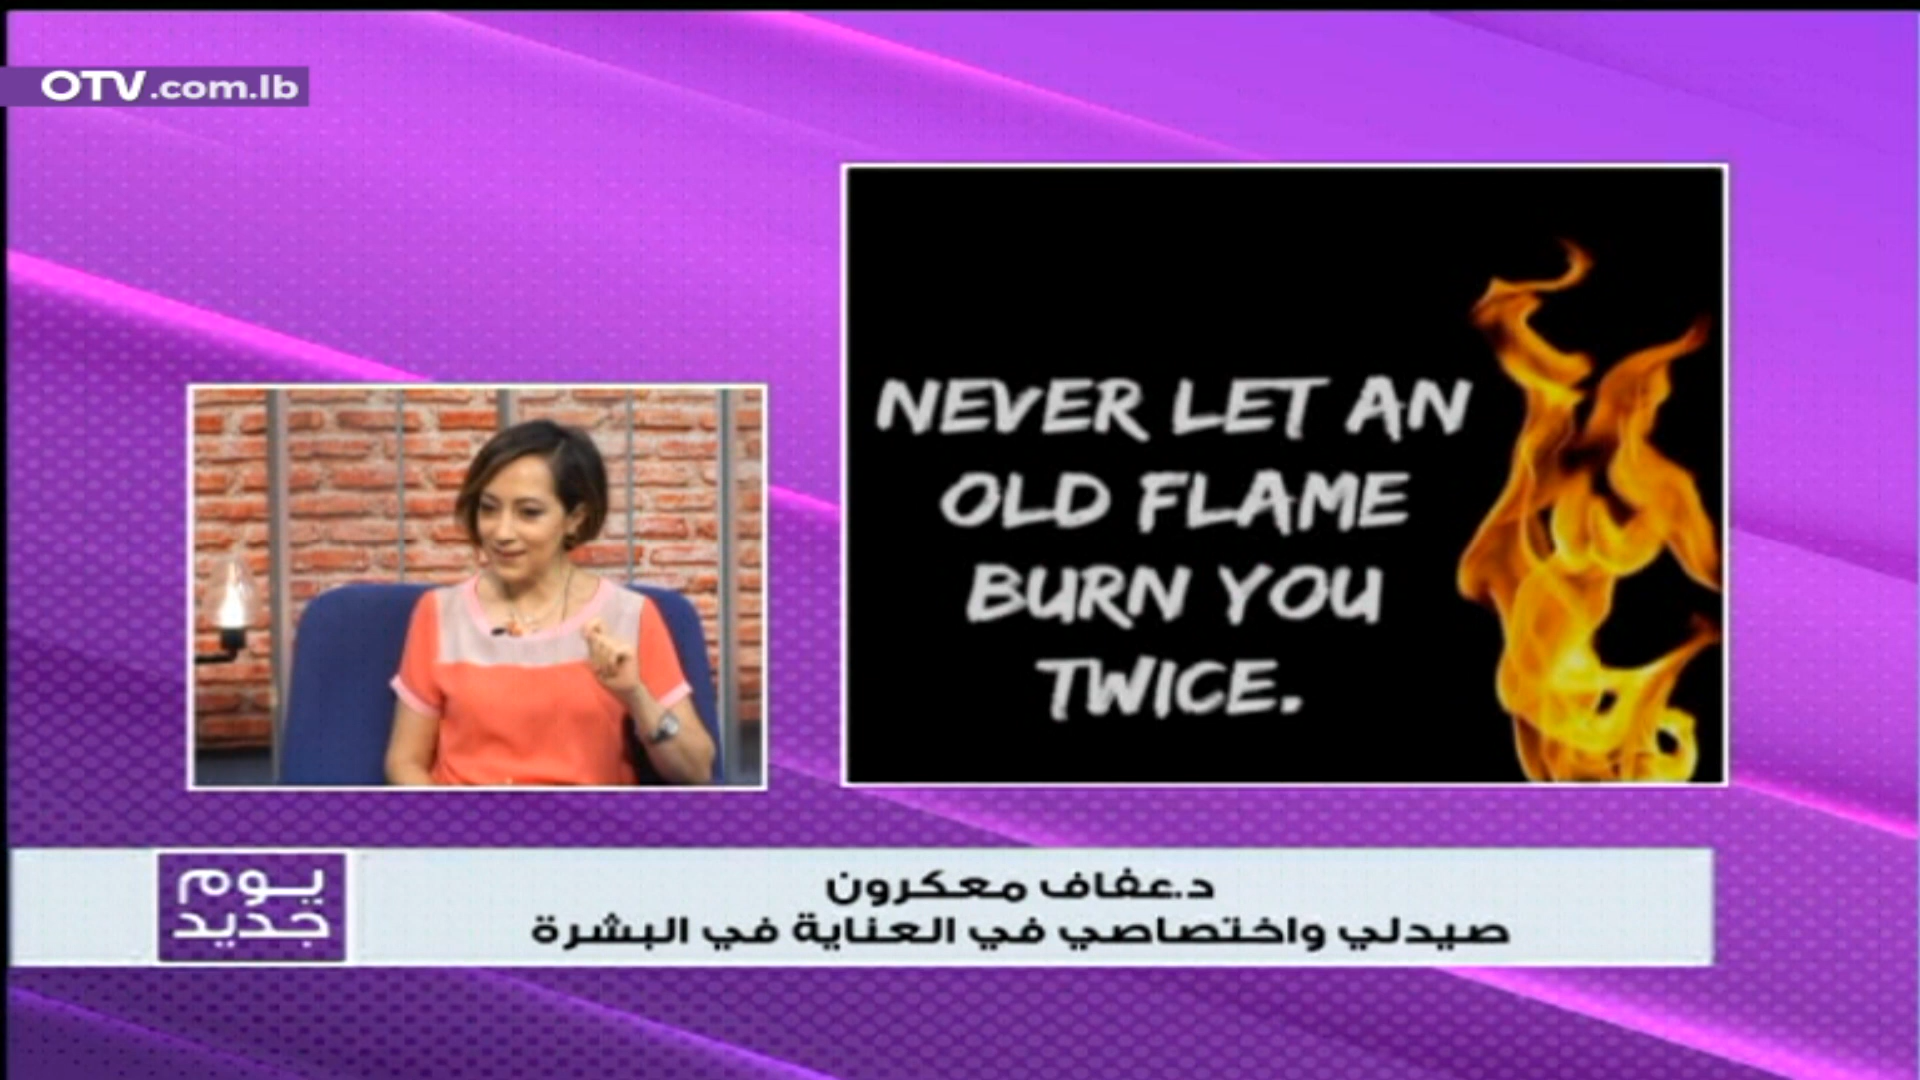 OTV.com.lb
NEVER LET AN
OLD FLAME
BURN YOU
TWICE.
يوم
جديد
د.عفاف معكرون
صيدلي واختصاصي في العناية في البشرة